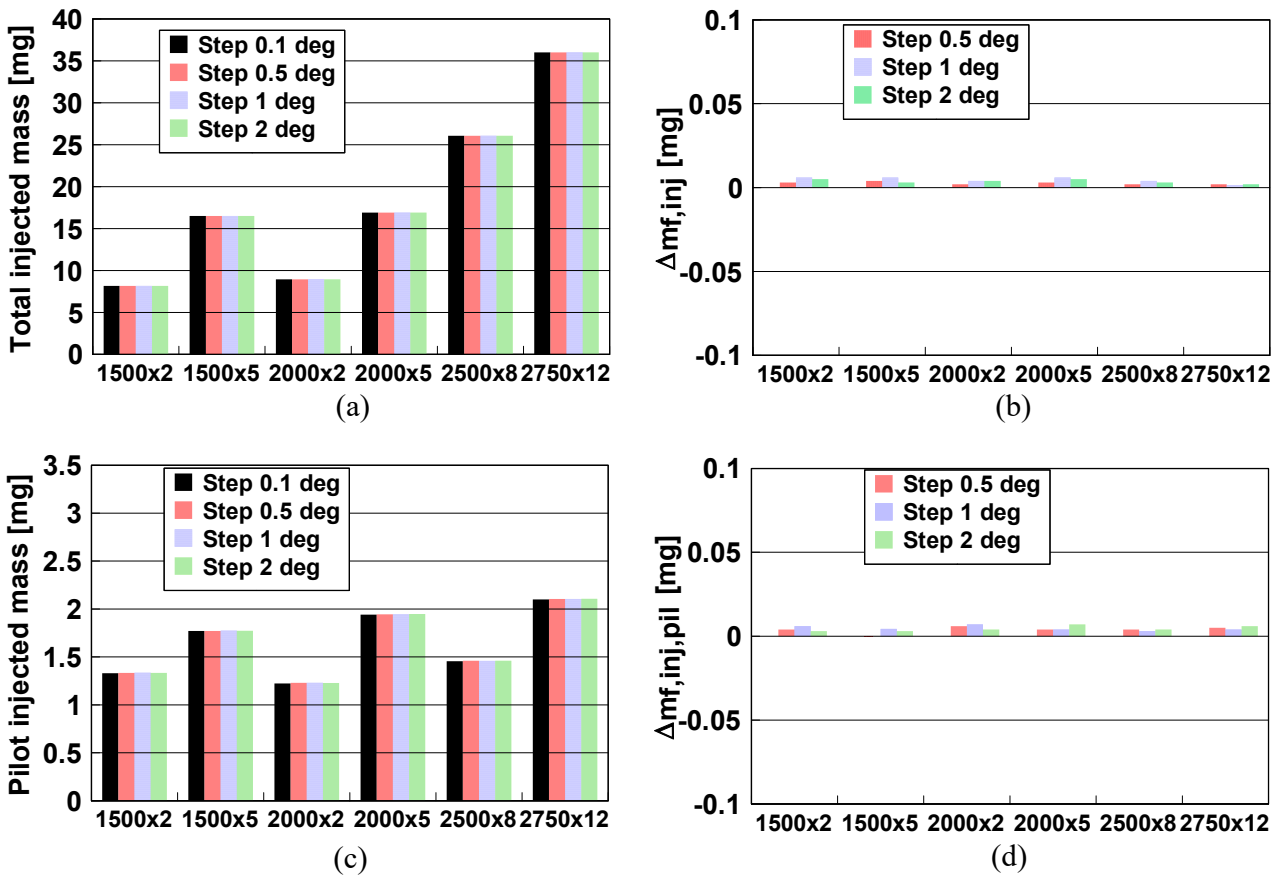 Total injected mass [mg]
40
35
30
25
20
15
10
5
0
Step 0.1 deg
Step 0.5 deg
Step 1 deg
Step 2 deg
1500x2 1500x5 2000x2 2000x5 2500x8 2750x12
(a)
Δmf,inj [mg]
0.1
0.05
0
-0.05
-0.1
Step 0.5 deg
Step 1 deg
Step 2 deg
1500x2 1500x5 2000x2 2000x5 2500x8 2750x12
(b)
Pilot injected mass [mg]
3.5
3
2.5
2
1.5
1
0.5
0
Step 0.1 deg
Step 0.5 deg
Step 1 deg
Step 2 deg
1500x2 1500x5 2000x2 2000x5 2500x8 2750x12
(c)
Δmf,inj,pil [mg]
0.1
0.05
0
-0.05
-0.1
Step 0.5 deg
Step 1 deg
Step 2 deg
1500x2 1500x5 2000x2 2000x5 2500x8 2750x12
(d)